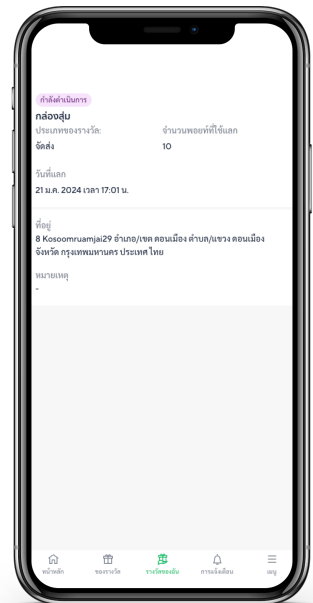 กำลังดำเนินการ
กล่องสุ่ม
ประเภทของรางวัล: จำนวนพอยท์ที่ใช้แลก
จัดส่ง 10
วันที่แลก
21 ม.ค. 2024 เวลา 17:01 น.
ที่อยู่
8 Kosoomruamjai29 อำเภอ/เขต ดอนเมือง ตำบล/แขวง ดอนเมือง
จังหวัด กรุงเทพมหานคร ประเทศ ไทย
หมายเหตุ
-
หน้าหลัก ของรางวัล รางวัลของฉัน การแจ้งเตือน เมนู